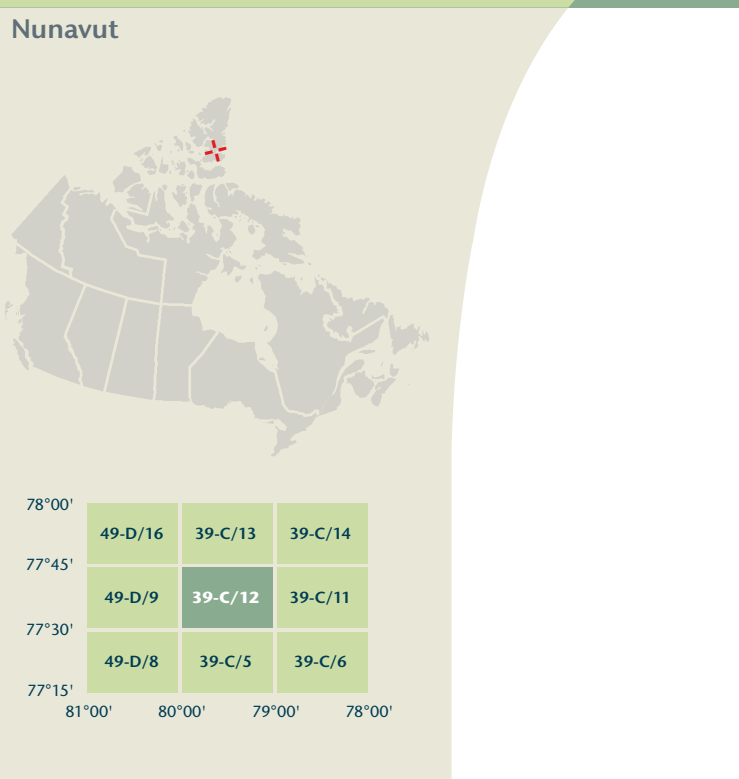 Nunavut
78°00'
49-D/16 39-C/13 39-C/14
77°45'
49-D/9 39-C/12 39-C/11
77°30'
49-D/8 39-C/5 39-C/6
77°15'
81°00' 80°00' 79°00' 78°00'